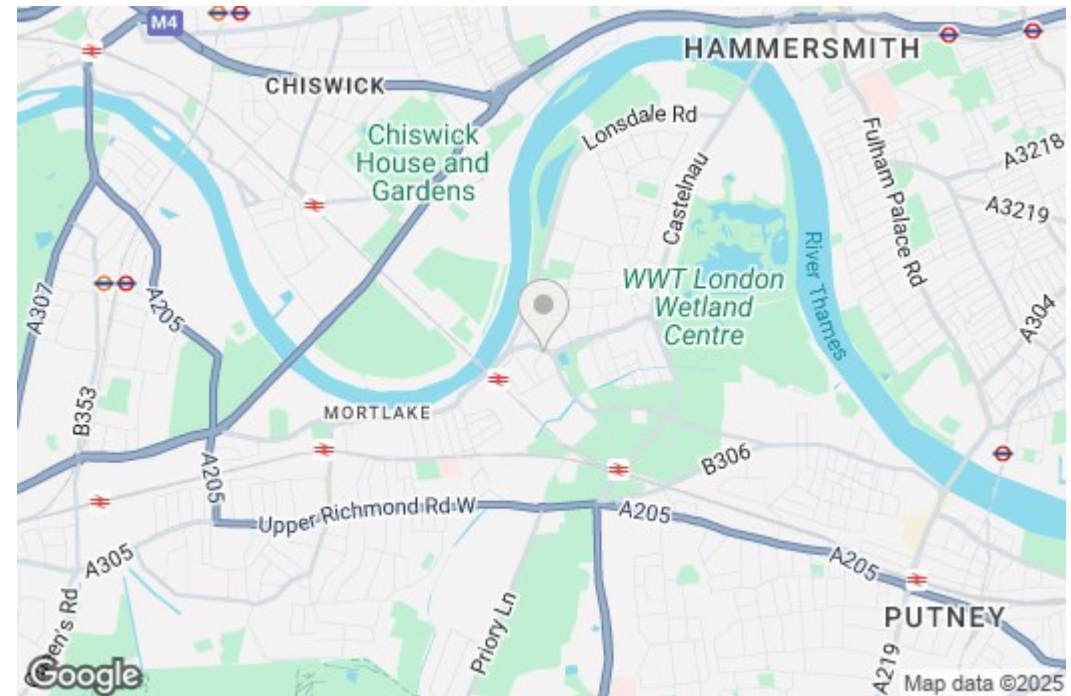 M4
HAMMERSMITH
CHISWICK
Lonsdale Rd
Chiswick
House and
Gardens
Fulham Palace Rd
A3218
Castelnau
A3219
River Thames
WWT London
Wetland
Centre
A307
A205
A304
B353
MORTLAKE
A205
B306
Upper Richmond Rd W
A205
A305
A205
Priory Ln
PUTNEY
A219
Google
Map data ©2025